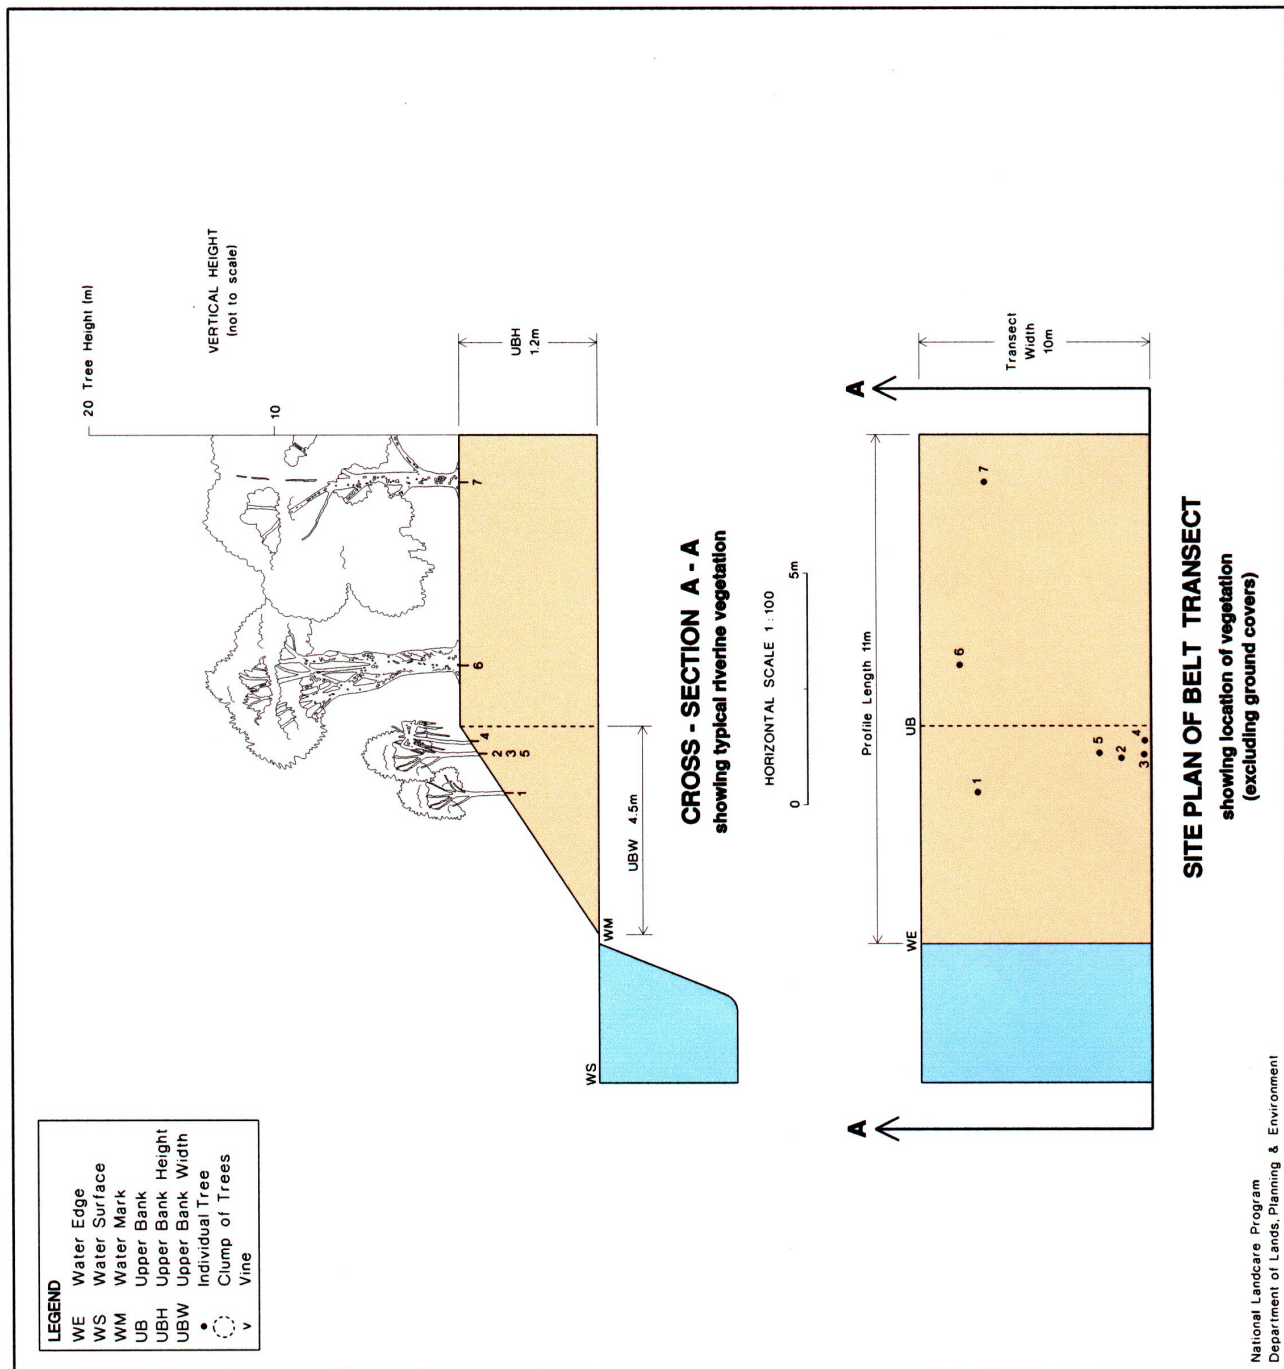 LEGEND
WE Water Edge
WS Water Surface
WM Water Mark
UB Upper Bank
UBH Upper Bank Height
UBW Upper Bank Width
• Individual Tree
Clump of Trees
v Vine
20 Tree Height (m)
10
VERTICAL HEIGHT
(not to scale)
UBH
1.2m
1
2
3
5
4
6
7
WS
WM
UBW 4.5m
CROSS - SECTION A - A
showing typical riverine vegetation
HORIZONTAL SCALE 1 : 100
0
5m
A
A
Profile Length 11m
WE
UB
Transect
Width
10m
1
6
7
5
2
3
4
SITE PLAN OF BELT TRANSECT
showing location of vegetation
(excluding ground covers)
National Landcare Program
Department of Lands, Planning & Environment